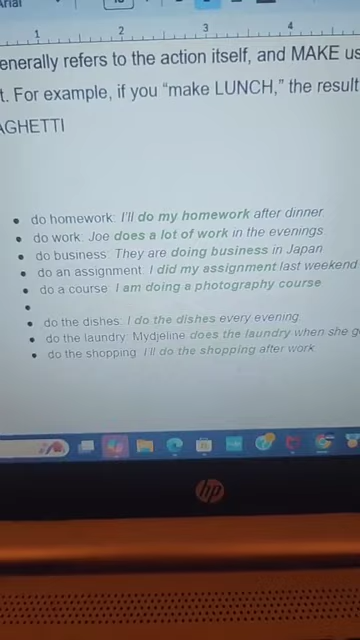 enerally refers to the action itself, and MAKE us
t. For example, if you “make LUNCH,” the result
AGHETTI
do homework: I'll do my homework after dinner.
do work: Joe does a lot of work in the evenings.
do business: They are doing business in Japan
do an assignment: I did my assignment last weekend
do a course: I am doing a photography course
do the dishes: I do the dishes every evening.
do the laundry: Mydjeline does the laundry when she g
do the shopping: I'll do the shopping after work.
hp